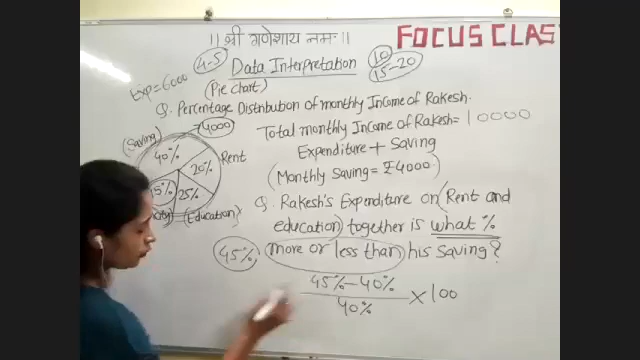 ॥ श्री गणेशाय नमः॥
FOCUS CLAS
4-5
Data Interpretation
10
15-20
Exp=6000
(Pie chart)
Q. Percentage Distribution of monthly Income of Rakesh.
4000
Total monthly Income of Rakesh= 10000
(Saving)
40%
Expenditure + Saving
20%
Rent
(Monthly Saving = ₹4000)
15%
25%
Q. Rakesh's Expenditure on (Rent and
(Education)
education) together is what %
45%
more or less than his saving?
45% - 40%
40%
× 100